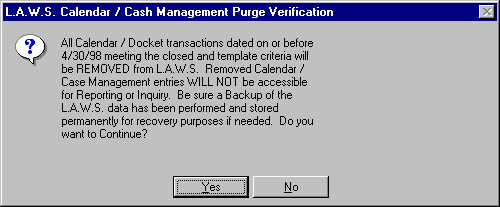 L.A.W.S. Calendar / Cash Management Purge Verification
All Calendar / Docket transactions dated on or before
4/30/98 meeting the closed and template criteria will
be REMOVED from L.A.W.S.  Removed Calendar /
Case Management entries WILL NOT be accessible
for Reporting or Inquiry.  Be sure a Backup of the
L.A.W.S. data has been performed and stored
permanently for recovery purposes if needed.  Do you
want to Continue?
Yes
No